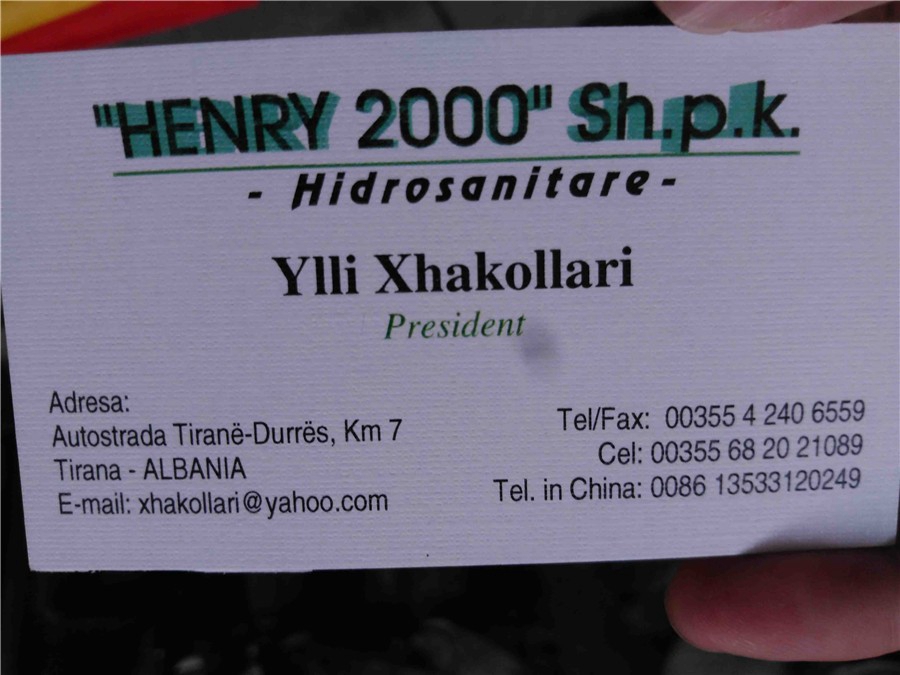 "HENRY 2000" Sh.p.k.
- Hidrosanitare -
Ylli Xhakollari
President
Adresa:
Autostrada Tiranë-Durrës, Km 7
Tirana - ALBANIA
E-mail: xhakollari@yahoo.com
Tel/Fax: 00355 4 240 6559
Cel: 00355 68 20 21089
Tel. in China: 0086 13533120249